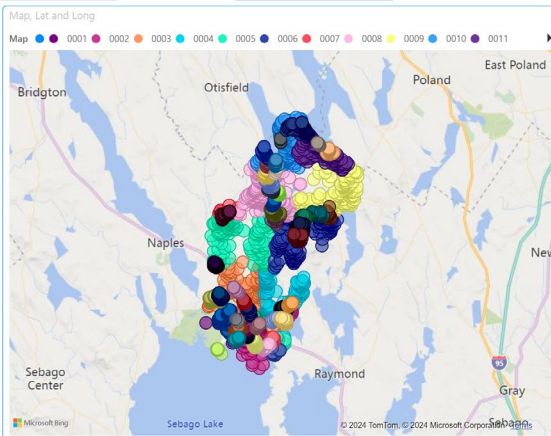 Map, Lat and Long
Map 0001 0002 0003 0004 0005 0006 0007 0008 0009 0010 0011
East Poland
Poland
Otisfield
Bridgton
Naples
Raymond
Sebago
Center
Gray
95
Sebago Lake
Microsoft Bing
© 2024 TomTom, © 2024 Microsoft Corporation Terms